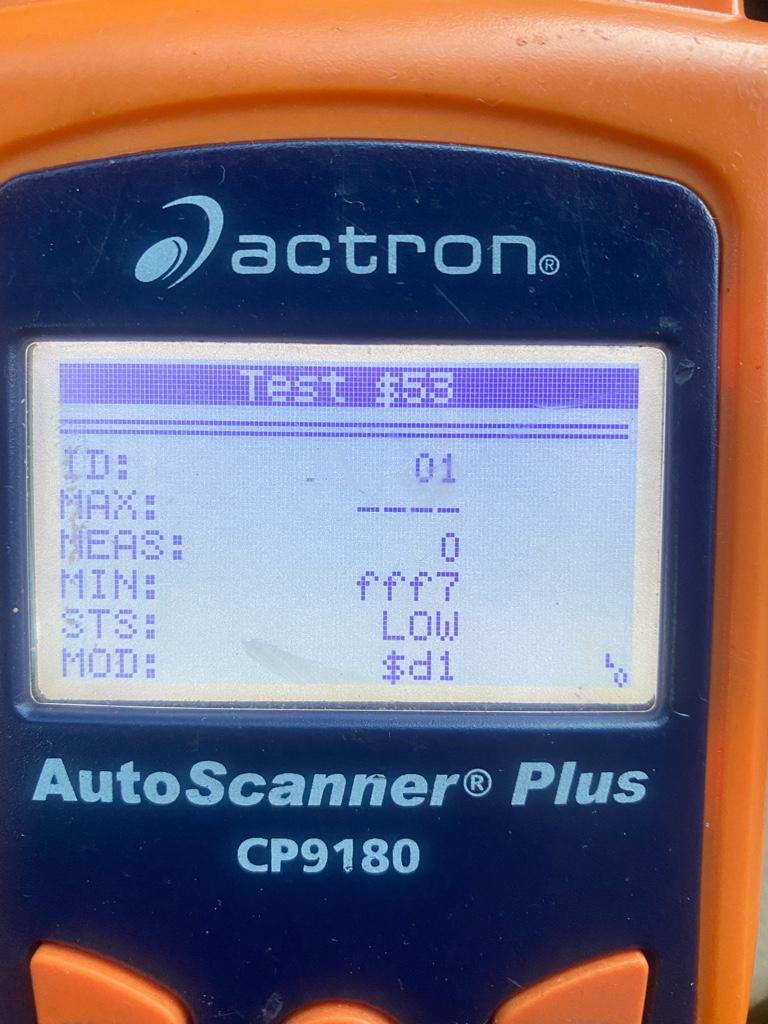 actron®
Test $53
ID: 01
MAX: ----
MEAS: 0
MIN: fff7
STS: LOW
MOD: $d1
AutoScanner® Plus
CP9180